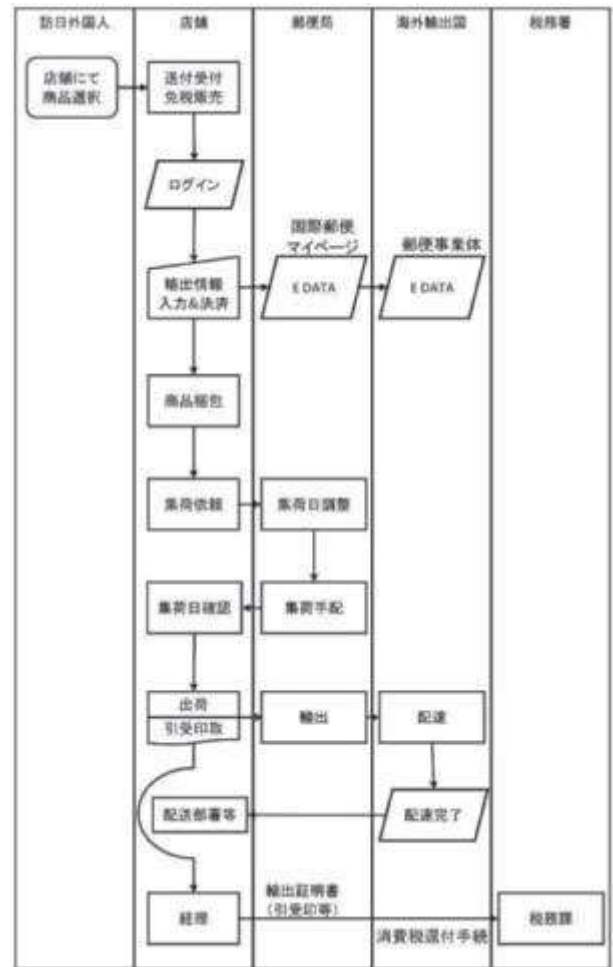 訪日外国人
店舗
郵便局
海外輸出国
税務署
店舗にて
商品選択
送付受付
免税販売
ログイン
国際郵便
マイページ
郵便事業体
輸出情報
入力&決済
E DATA
E DATA
商品梱包
集荷依頼
集荷日調整
集荷日確認
集荷手配
出荷
引受印取
輸出
配達
配送部署等
配達完了
経理
輸出証明書
(引受印等)
消費税還付手続
税務課